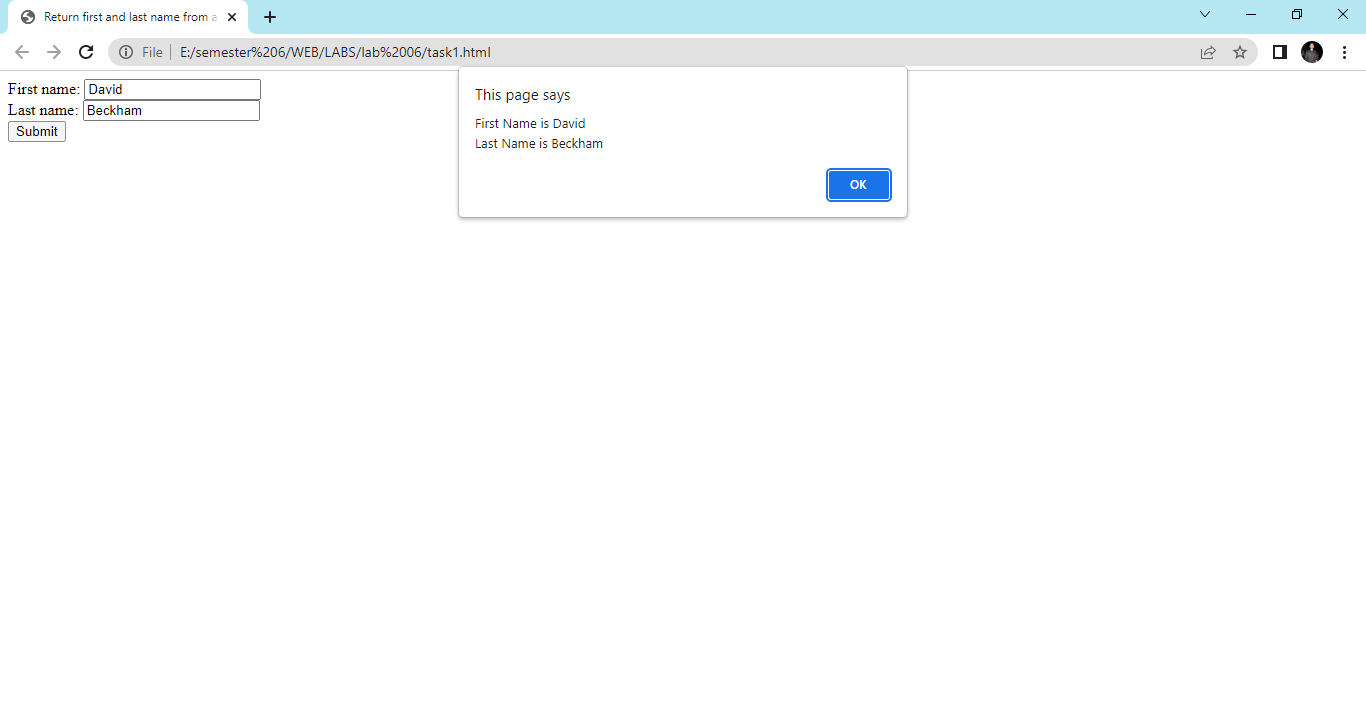 Return first and last name from a
File
E:/semester%206/WEB/LABS/lab%2006/task1.html
This page says
First Name is David
Last Name is Beckham
OK
First name: David
Last name: Beckham
Submit